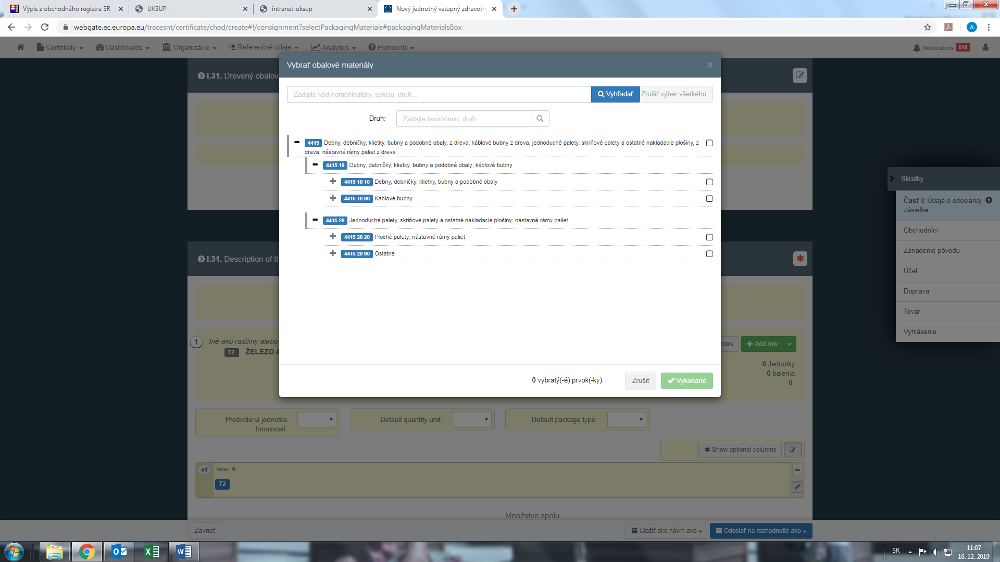 Výpis z obchodného registra SR
UKSUP -
intranet-uksup
Nový jednotný vstupný zdravotn
webgate.ec.europa.eu/tracesnt/certificate/ched/create#!/consignment?selectPackagingMaterials#packagingMaterialsBox
A
Certifikáty
Dashboards
Organizácie
Referenčné údaje
Analytics
Pomocník
Notifications 618
I.31. Drevený obalov
Vybrať obalové materiály
Zadajte kód nomenklatúry, sekciu, druh...
Vyhľadať
Zrušiť výber všetkého
Druh:
Zadajte taxonómiu, druh...
4415 Debny, debničky, klietky, bubny a podobné obaly, z dreva; káblové bubny z dreva; jednoduché palety, skriňové palety a ostatné nakladacie plošiny, z
dreva; nástavné rámy paliet z dreva
4415 10 Debny, debničky, klietky, bubny a podobné obaly; káblové bubny
4415 10 10 Debny, debničky, klietky, bubny a podobné obaly
4415 10 90 Káblové bubny
4415 20 Jednoduché palety, skriňové palety a ostatné nakladacie plošiny; nástavné rámy paliet
4415 20 20 Ploché palety; nástavné rámy paliet
4415 20 90 Ostatné
0 vybratý(-é) prvok(-ky).
Zrušiť
Vykonané
Skratky
Časť I: Údaje o odoslanej
zásielke
Obchodníci
Zariadenie pôvodu
Účel
Doprava
Tovar
Vyhlásenie
I.31. Description of th
1
Iné ako rastliny alebo
72 ŽELEZO A
rows
Add row
0 Jednotky.
0 balenia.
0 .
Predvolená jednotka
hmotnosti:
Default quantity unit:
Default package type:
Show optional columns
#1
Tovar *
72
Množstvo spolu
Zavrieť
Uložiť ako návrh ako
Odoslať na rozhodnutie ako
SK
11:07
16. 12. 2019